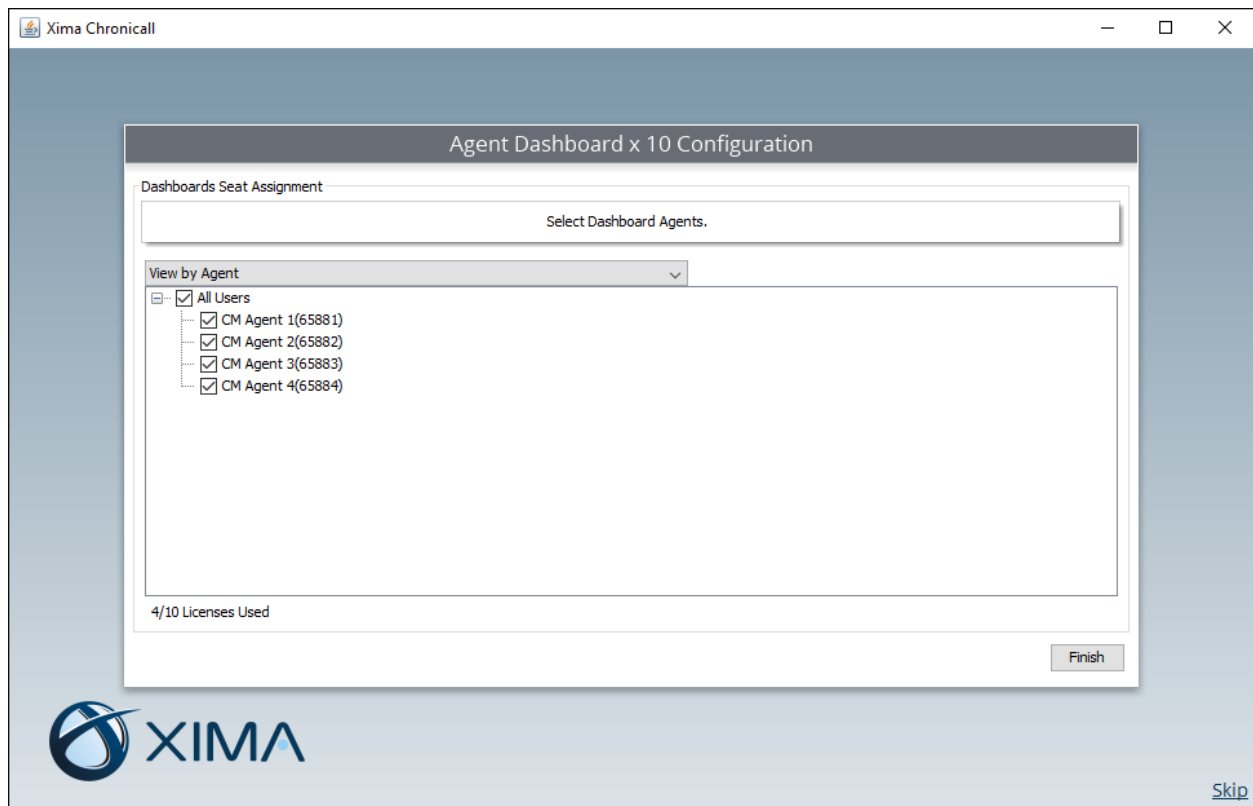 Xima Chronicall
Agent Dashboard x 10 Configuration
Dashboards Seat Assignment
Select Dashboard Agents.
View by Agent
All Users
CM Agent 1(65881)
CM Agent 2(65882)
CM Agent 3(65883)
CM Agent 4(65884)
4/10 Licenses Used
Finish
XIMA
Skip